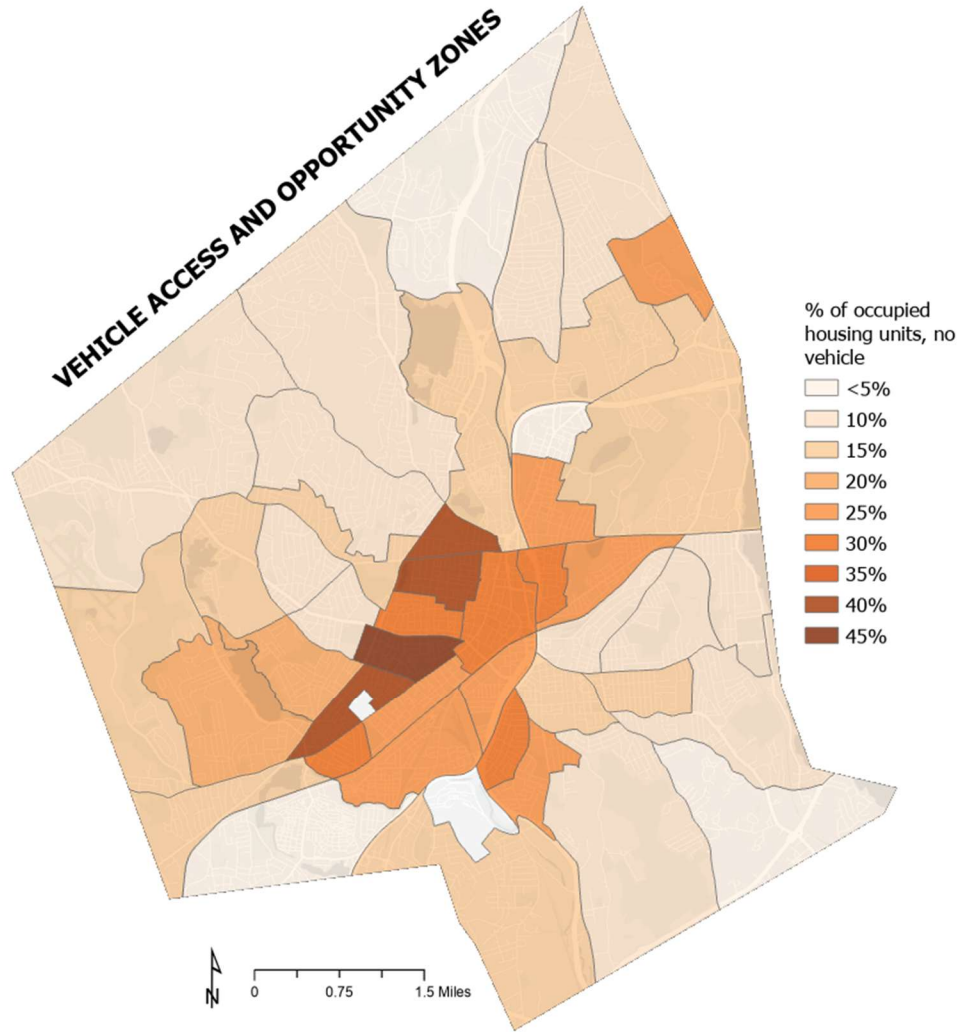 VEHICLE ACCESS AND OPPORTUNITY ZONES
% of occupied
housing units, no
vehicle
<5%
10%
15%
20%
25%
30%
35%
40%
45%
N
0 0.75 1.5 Miles